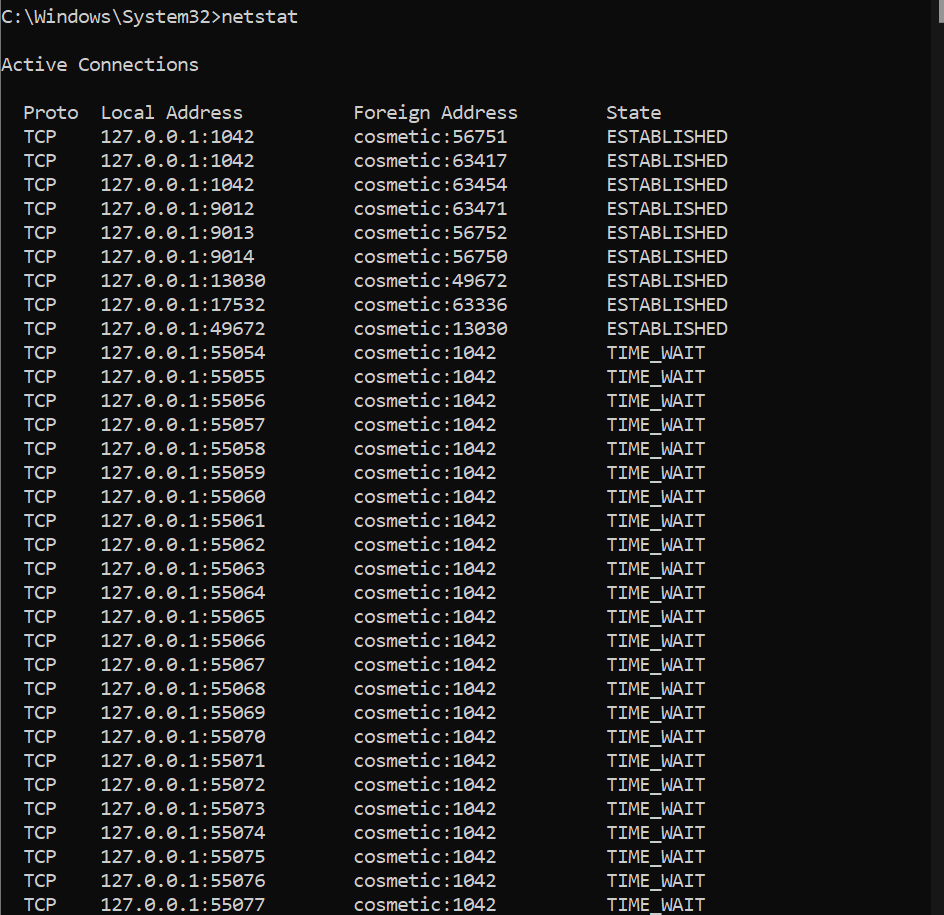 C:\Windows\System32>netstat
Active Connections
Proto  Local Address          Foreign Address        State
TCP    127.0.0.1:1042         cosmetic:56751         ESTABLISHED
TCP    127.0.0.1:1042         cosmetic:63417         ESTABLISHED
TCP    127.0.0.1:1042         cosmetic:63454         ESTABLISHED
TCP    127.0.0.1:9012         cosmetic:63471         ESTABLISHED
TCP    127.0.0.1:9013         cosmetic:56752         ESTABLISHED
TCP    127.0.0.1:9014         cosmetic:56750         ESTABLISHED
TCP    127.0.0.1:13030        cosmetic:49672         ESTABLISHED
TCP    127.0.0.1:17532        cosmetic:63336         ESTABLISHED
TCP    127.0.0.1:49672        cosmetic:13030         ESTABLISHED
TCP    127.0.0.1:55054        cosmetic:1042          TIME_WAIT
TCP    127.0.0.1:55055        cosmetic:1042          TIME_WAIT
TCP    127.0.0.1:55056        cosmetic:1042          TIME_WAIT
TCP    127.0.0.1:55057        cosmetic:1042          TIME_WAIT
TCP    127.0.0.1:55058        cosmetic:1042          TIME_WAIT
TCP    127.0.0.1:55059        cosmetic:1042          TIME_WAIT
TCP    127.0.0.1:55060        cosmetic:1042          TIME_WAIT
TCP    127.0.0.1:55061        cosmetic:1042          TIME_WAIT
TCP    127.0.0.1:55062        cosmetic:1042          TIME_WAIT
TCP    127.0.0.1:55063        cosmetic:1042          TIME_WAIT
TCP    127.0.0.1:55064        cosmetic:1042          TIME_WAIT
TCP    127.0.0.1:55065        cosmetic:1042          TIME_WAIT
TCP    127.0.0.1:55066        cosmetic:1042          TIME_WAIT
TCP    127.0.0.1:55067        cosmetic:1042          TIME_WAIT
TCP    127.0.0.1:55068        cosmetic:1042          TIME_WAIT
TCP    127.0.0.1:55069        cosmetic:1042          TIME_WAIT
TCP    127.0.0.1:55070        cosmetic:1042          TIME_WAIT
TCP    127.0.0.1:55071        cosmetic:1042          TIME_WAIT
TCP    127.0.0.1:55072        cosmetic:1042          TIME_WAIT
TCP    127.0.0.1:55073        cosmetic:1042          TIME_WAIT
TCP    127.0.0.1:55074        cosmetic:1042          TIME_WAIT
TCP    127.0.0.1:55075        cosmetic:1042          TIME_WAIT
TCP    127.0.0.1:55076        cosmetic:1042          TIME_WAIT
TCP    127.0.0.1:55077        cosmetic:1042          TIME_WAIT